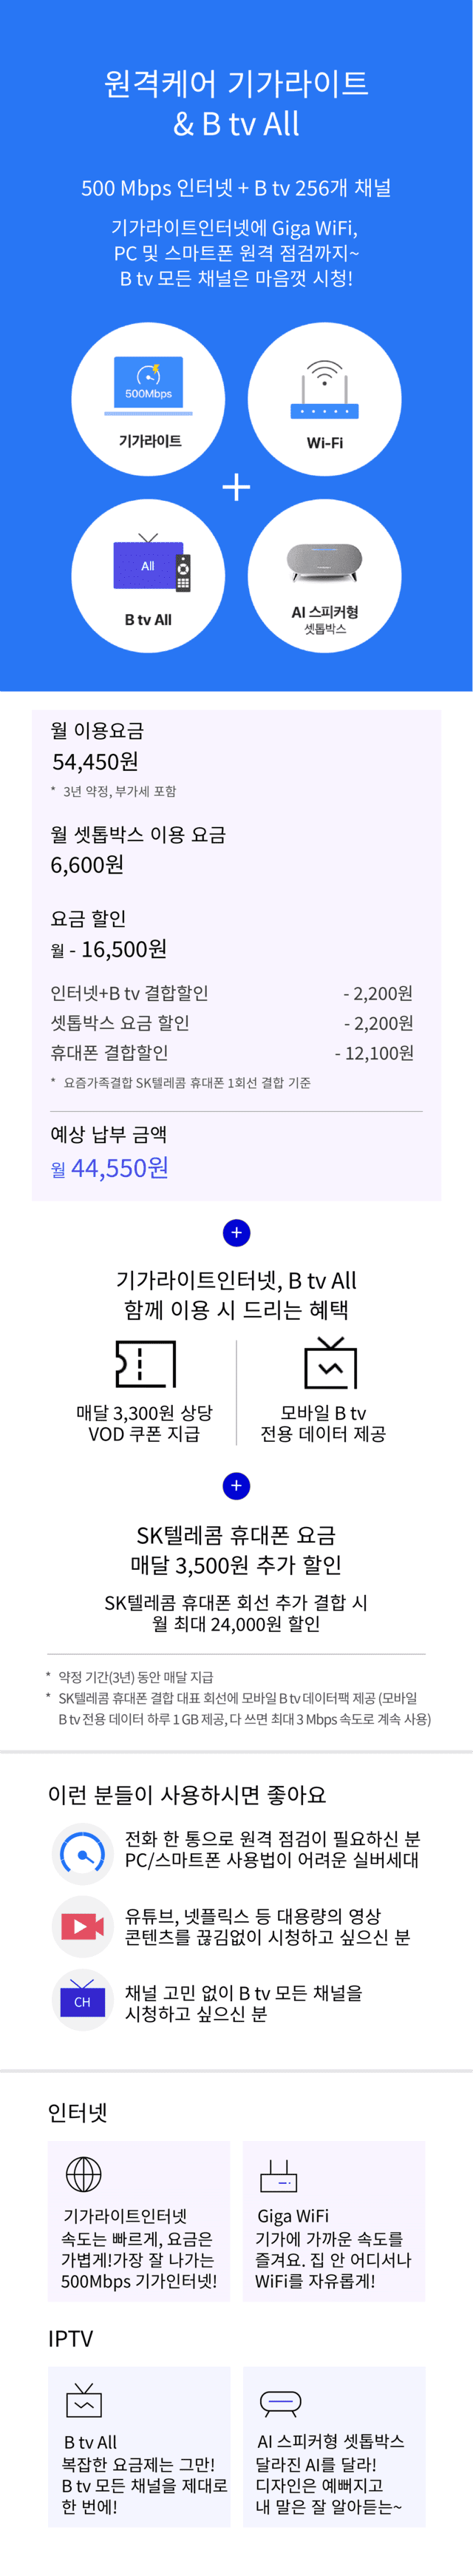 원격케어 기가라이트
& B tv All
500 Mbps 인터넷 + B tv 256개 채널
기가라이트인터넷에 Giga WiFi,
PC 및 스마트폰 원격 점검까지~
B tv 모든 채널은 마음껏 시청!
500Mbps
기가라이트
Wi-Fi
+
All
B tv All
AI 스피커형
셋톱박스
월 이용요금
54,450원
* 3년 약정, 부가세 포함
월 셋톱박스 이용 요금
6,600원
요금 할인
월 - 16,500원
인터넷+B tv 결합할인 - 2,200원
셋톱박스 요금 할인 - 2,200원
휴대폰 결합할인 - 12,100원
* 요즘가족결합 SK텔레콤 휴대폰 1회선 결합 기준
예상 납부 금액
월 44,550원
+
기가라이트인터넷, B tv All
함께 이용 시 드리는 혜택
매달 3,300원 상당
VOD 쿠폰 지급
모바일 B tv
전용 데이터 제공
+
SK텔레콤 휴대폰 요금
매달 3,500원 추가 할인
SK텔레콤 휴대폰 회선 추가 결합 시
월 최대 24,000원 할인
* 약정 기간(3년) 동안 매달 지급
* SK텔레콤 휴대폰 결합 대표 회선에 모바일 B tv 데이터팩 제공 (모바일
B tv 전용 데이터 하루 1 GB 제공, 다 쓰면 최대 3 Mbps 속도로 계속 사용)
이런 분들이 사용하시면 좋아요
전화 한 통으로 원격 점검이 필요하신 분
PC/스마트폰 사용법이 어려운 실버세대
유튜브, 넷플릭스 등 대용량의 영상
콘텐츠를 끊김없이 시청하고 싶으신 분
CH
채널 고민 없이 B tv 모든 채널을
시청하고 싶으신 분
인터넷
기가라이트인터넷
속도는 빠르게, 요금은
가볍게!가장 잘 나가는
500Mbps 기가인터넷!
Giga WiFi
기가에 가까운 속도를
즐겨요. 집 안 어디서나
WiFi를 자유롭게!
IPTV
B tv All
복잡한 요금제는 그만!
B tv 모든 채널을 제대로
한 번에!
AI 스피커형 셋톱박스
달라진 AI를 달라!
디자인은 예뻐지고
내 말은 잘 알아듣는~